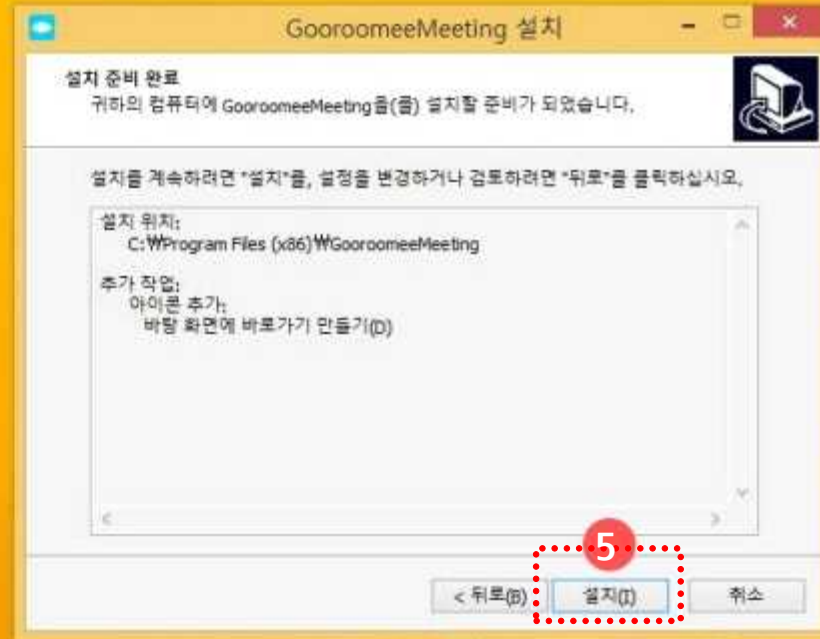 GooroomeeMeeting 설치
설치 준비 완료
귀하의 컴퓨터에 GooroomeeMeeting을(를) 설치할 준비가 되었습니다.
설치를 계속하려면 "설치"를, 설정을 변경하거나 검토하려면 "뒤로"를 클릭하십시오.
설치 위치:
C:₩Program Files (x86)₩GooroomeeMeeting
추가 작업:
아이콘 추가:
바탕 화면에 바로가기 만들기(D)
5
< 뒤로(B) 설치(I) 취소